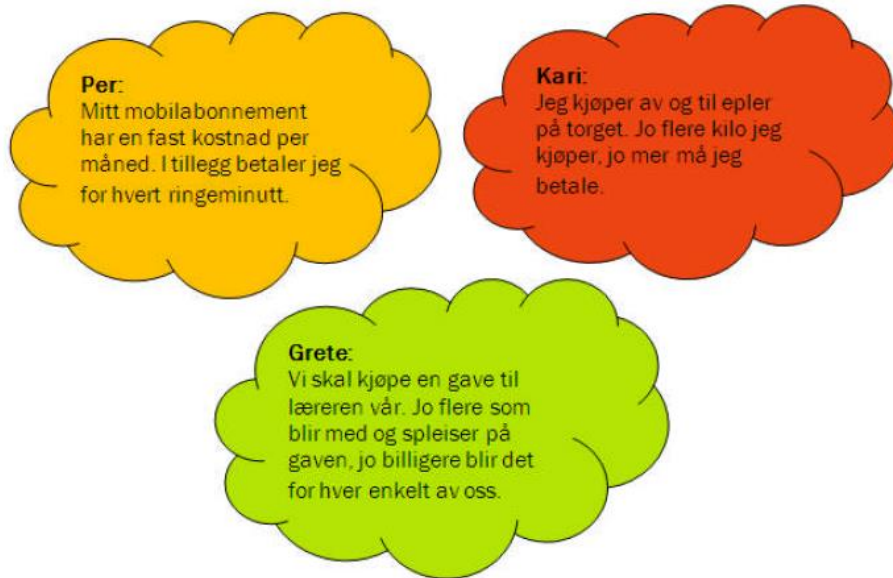 Per:
Mitt mobilabonnement
har en fast kostnad per
måned. I tillegg betaler jeg
for hvert ringeminutt.
Kari:
Jeg kjøper av og til epler
på torget. Jo flere kilo jeg
kjøper, jo mer må jeg
betale.
Grete:
Vi skal kjøpe en gave til
læreren vår. Jo flere som
blir med og spleiser på
gaven, jo billigere blir det
for hver enkelt av oss.